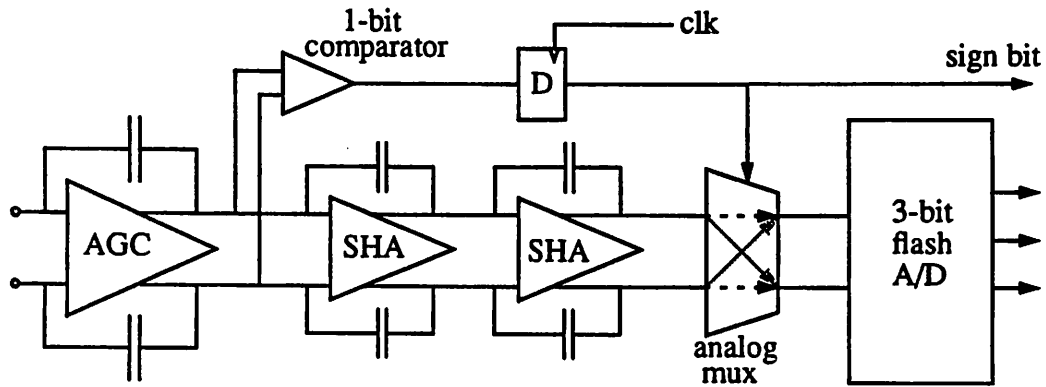 1-bit
comparator
clk
sign bit
D
AGC
SHA
SHA
3-bit
flash
A/D
analog
mux